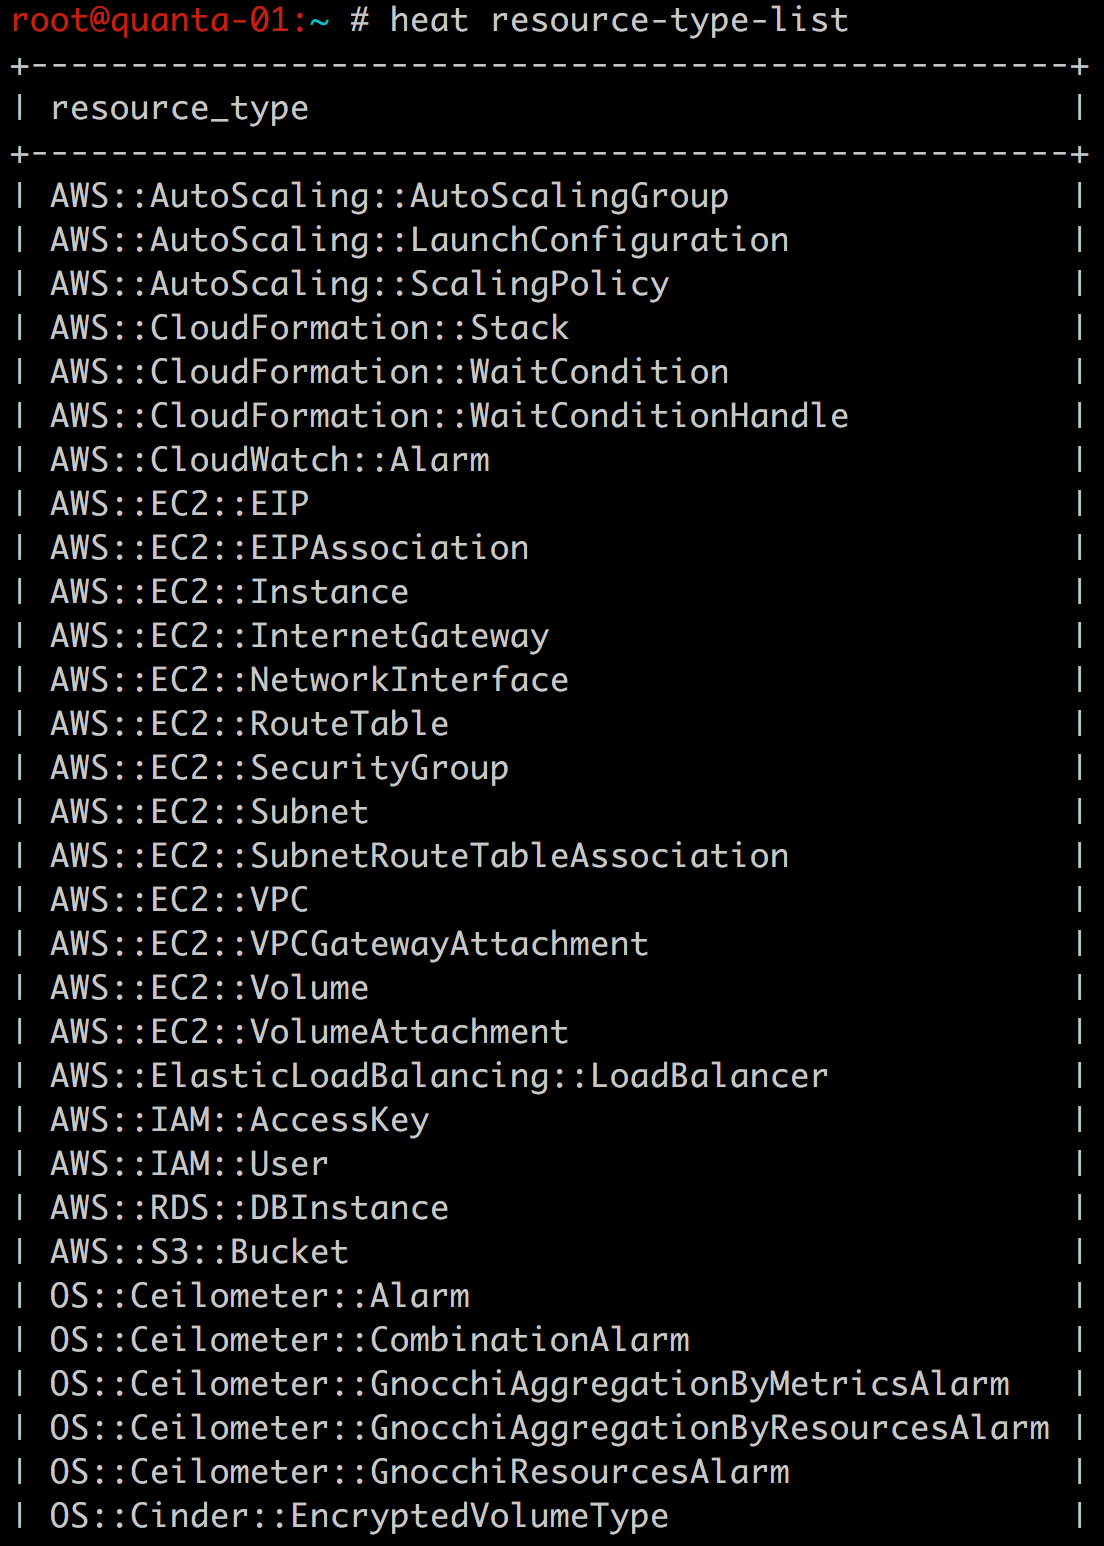 root@quanta-01:~ # heat resource-type-list
+----------------------------------------------------+
| resource_type                                      |
+----------------------------------------------------+
| AWS::AutoScaling::AutoScalingGroup                 |
| AWS::AutoScaling::LaunchConfiguration              |
| AWS::AutoScaling::ScalingPolicy                    |
| AWS::CloudFormation::Stack                         |
| AWS::CloudFormation::WaitCondition                 |
| AWS::CloudFormation::WaitConditionHandle           |
| AWS::CloudWatch::Alarm                             |
| AWS::EC2::EIP                                      |
| AWS::EC2::EIPAssociation                           |
| AWS::EC2::Instance                                 |
| AWS::EC2::InternetGateway                          |
| AWS::EC2::NetworkInterface                         |
| AWS::EC2::RouteTable                               |
| AWS::EC2::SecurityGroup                            |
| AWS::EC2::Subnet                                   |
| AWS::EC2::SubnetRouteTableAssociation              |
| AWS::EC2::VPC                                      |
| AWS::EC2::VPCGatewayAttachment                     |
| AWS::EC2::Volume                                   |
| AWS::EC2::VolumeAttachment                         |
| AWS::ElasticLoadBalancing::LoadBalancer            |
| AWS::IAM::AccessKey                                |
| AWS::IAM::User                                     |
| AWS::RDS::DBInstance                               |
| AWS::S3::Bucket                                    |
| OS::Ceilometer::Alarm                              |
| OS::Ceilometer::CombinationAlarm                   |
| OS::Ceilometer::GnocchiAggregationByMetricsAlarm   |
| OS::Ceilometer::GnocchiAggregationByResourcesAlarm |
| OS::Ceilometer::GnocchiResourcesAlarm              |
| OS::Cinder::EncryptedVolumeType                    |